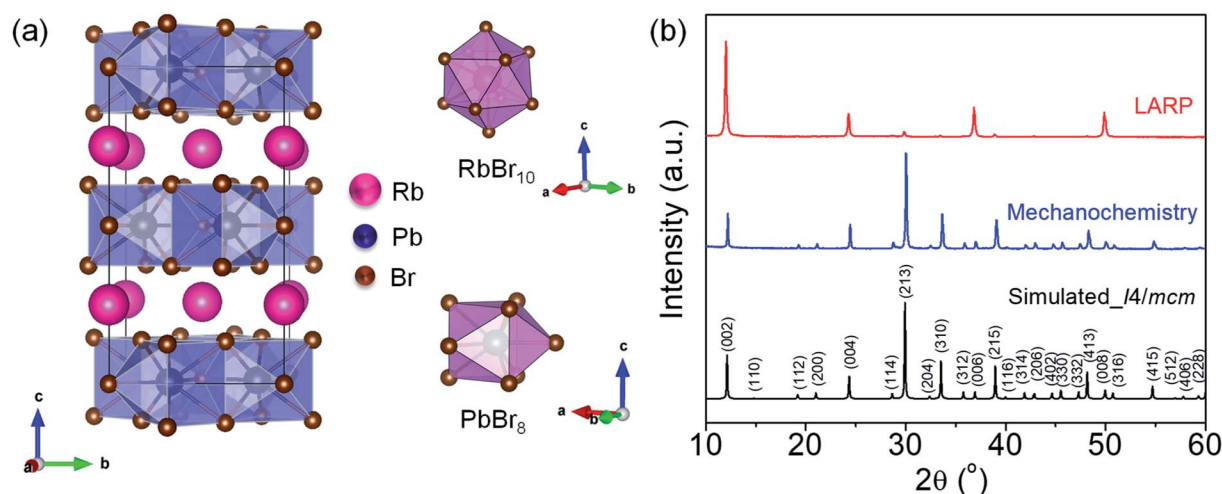 (a)
c
a
b
Rb
Pb
Br
RbBr₁₀
c
a
b
PbBr₈
c
a
b
(b)
Intensity (a.u.)
LARP
Mechanochemistry
Simulated_I4/mcm
(002)
(110)
(112)
(200)
(004)
(114)
(213)
(204)
(310)
(312)
(006)
(215)
(116)
(314)
(206)
(402)
(330)
(332)
(413)
(008)
(316)
(415)
(512)
(406)
(228)
10
20
30
40
50
60
2θ (°)